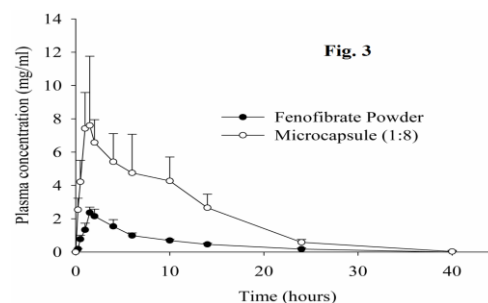 14
Fig. 3
12
10
Fenofibrate Powder
8
Microcapsule (1:8)
6
4
2
0
Plasma concentration (mg/ml)
0 10 20 30 40
Time (hours)